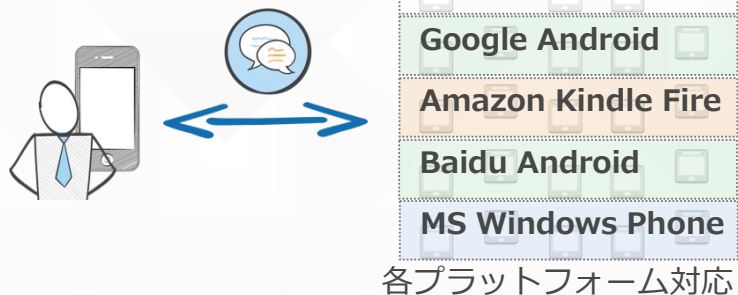 Google Android
Amazon Kindle Fire
Baidu Android
MS Windows Phone
各プラットフォーム対応